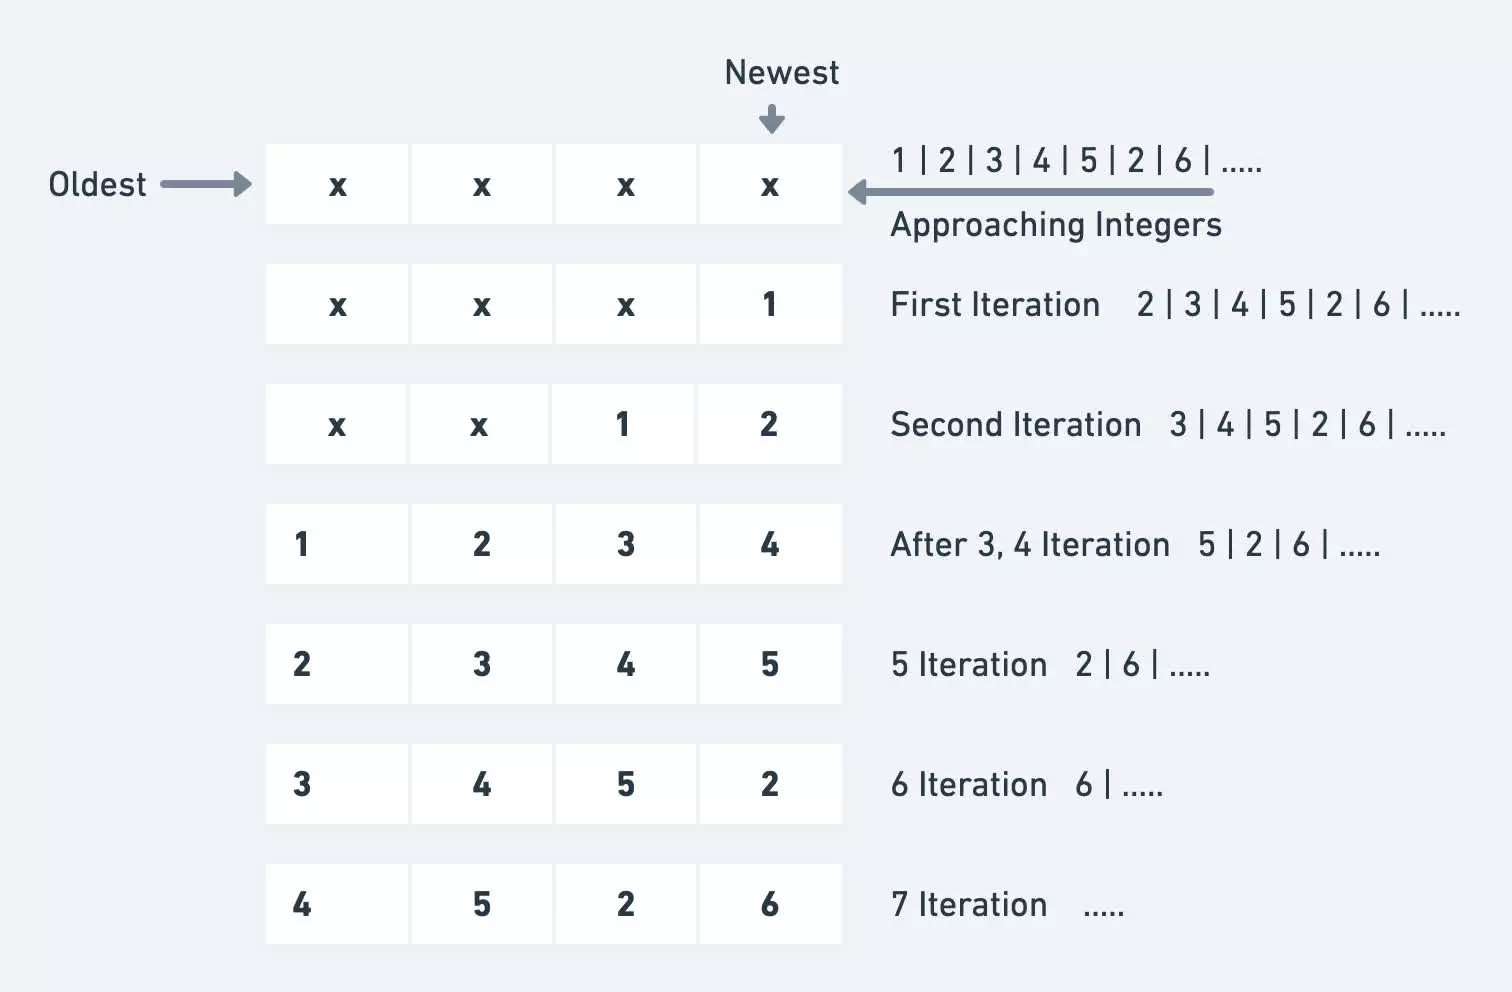 Newest
Oldest x x x x 1 | 2 | 3 | 4 | 5 | 2 | 6 | .....
Approaching Integers
x x x 1 First Iteration 2 | 3 | 4 | 5 | 2 | 6 | .....
x x 1 2 Second Iteration 3 | 4 | 5 | 2 | 6 | .....
1 2 3 4 After 3, 4 Iteration 5 | 2 | 6 | .....
2 3 4 5 5 Iteration 2 | 6 | .....
3 4 5 2 6 Iteration 6 | .....
4 5 2 6 7 Iteration .....